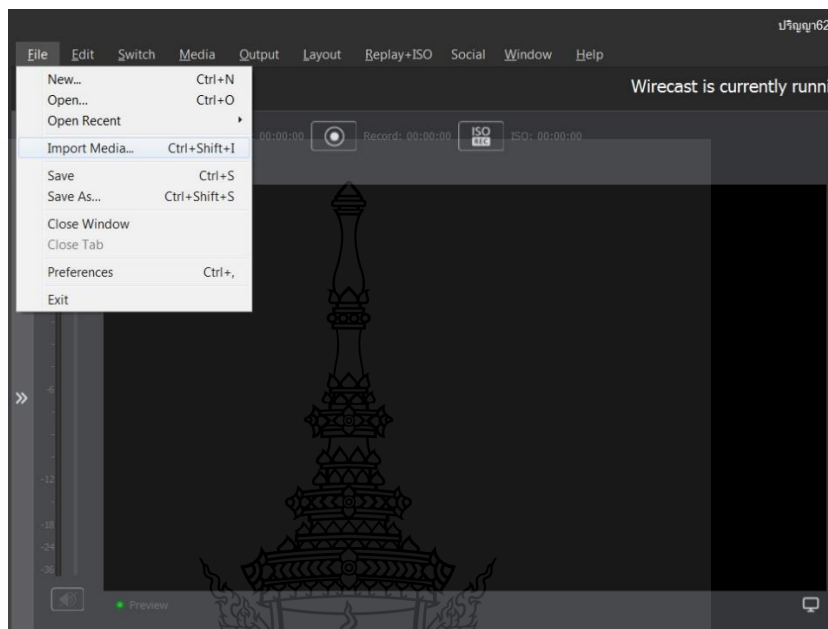 ปริญญา62
File Edit Switch Media Output Layout Replay+ISO Social Window Help
Wirecast is currently runni
New... Ctrl+N
Open... Ctrl+O
Open Recent
Import Media... Ctrl+Shift+I
Save Ctrl+S
Save As... Ctrl+Shift+S
Close Window
Close Tab
Preferences Ctrl+,
Exit
00:00:00 Record: 00:00:00 ISO REC ISO: 00:00:00
-6
-12
-18
-24
-36
Preview